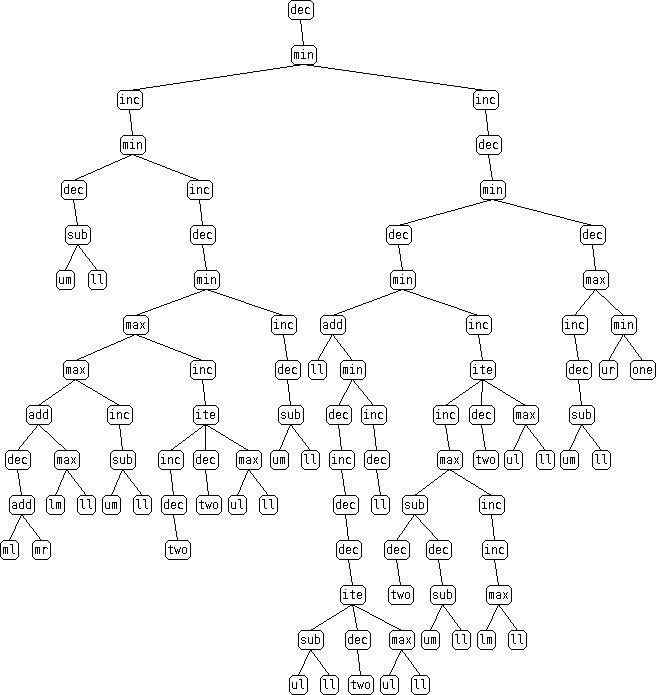 dec
min
inc inc
min dec
dec inc min
sub dec dec dec
um ll min min max
max inc add inc inc min
max inc dec ll min ite dec ur one
add inc ite sub dec inc inc dec max sub
dec max sub inc dec max um ll inc dec max two ul ll um ll
add lm ll um ll dec two ul ll dec ll sub inc
ml mr two dec dec dec inc
ite two sub max
sub dec max um ll lm ll
ul ll two ul ll